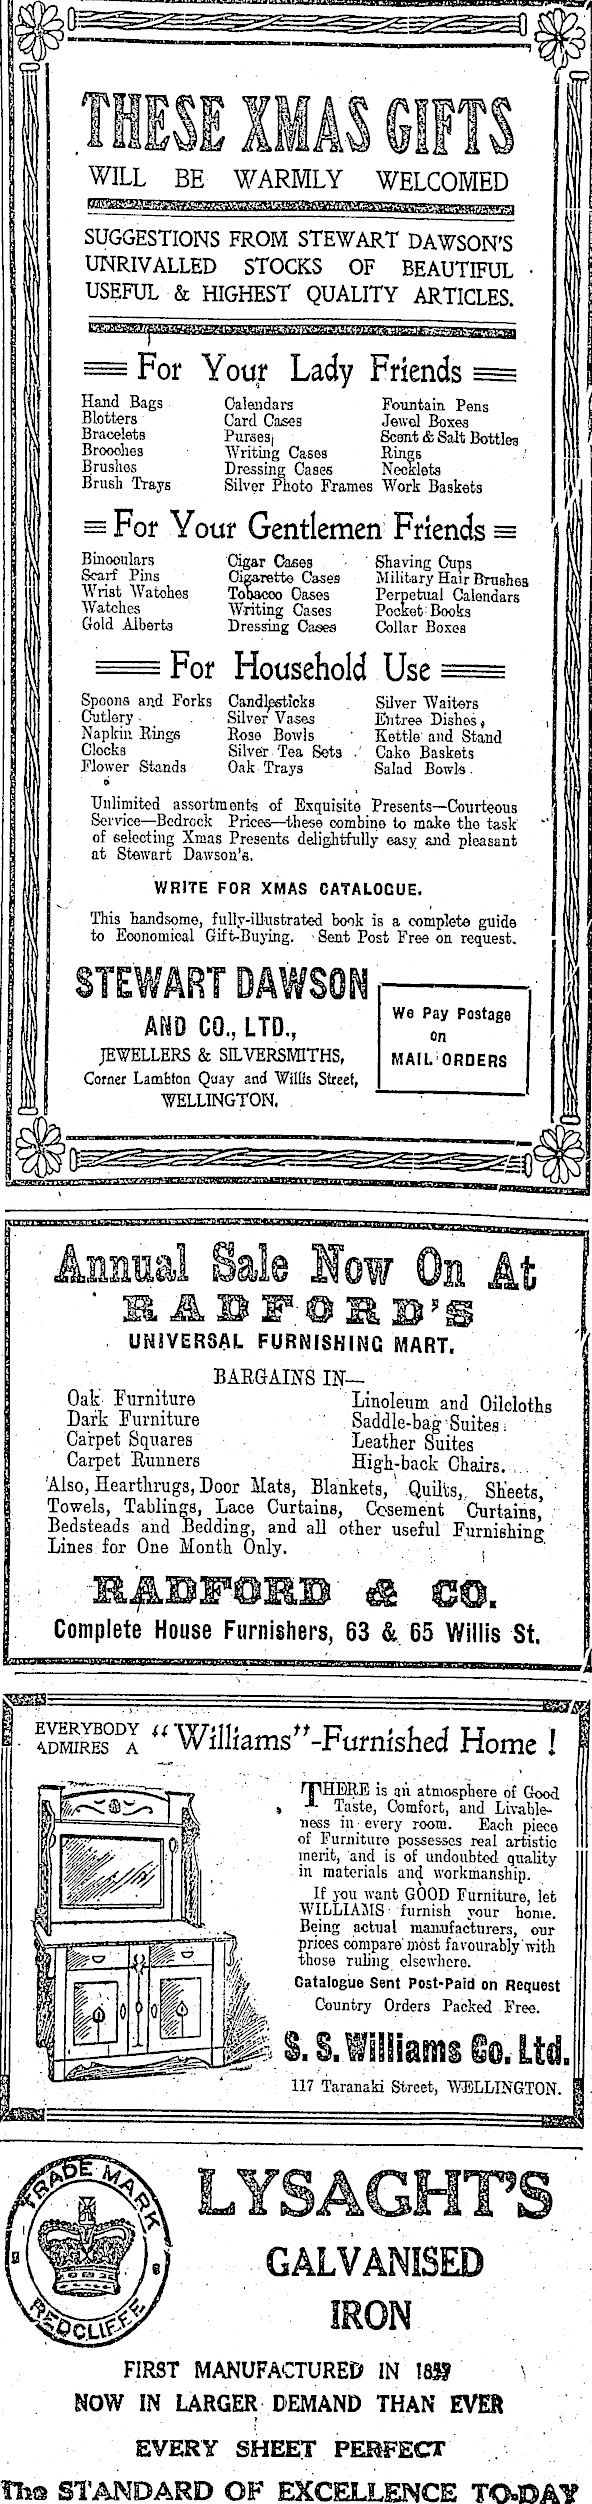 THESE XMAS GIFTS
WILL BE WARMLY WELCOMED
SUGGESTIONS FROM STEWART DAWSON'S
UNRIVALLED STOCKS OF BEAUTIFUL
USEFUL & HIGHEST QUALITY ARTICLES.
For Your Lady Friends
Hand Bags Calendars Fountain Pens
Blotters Card Cases Jewel Boxes
Bracelets Purses Scent & Salt Bottles
Brooches Writing Cases Rings
Brushes Dressing Cases Necklets
Brush Trays Silver Photo Frames Work Baskets
For Your Gentlemen Friends
Binoculars Cigar Cases Shaving Cups
Scarf Pins Cigarette Cases Military Hair Brushes
Wrist Watches Tobacco Cases Perpetual Calendars
Watches Writing Cases Pocket Books
Gold Alberts Dressing Cases Collar Boxes
For Household Use
Spoons and Forks Candlesticks Silver Waiters
Cutlery Silver Vases Entree Dishes,
Napkin Rings Rose Bowls Kettle and Stand
Clocks Silver Tea Sets Cake Baskets
Flower Stands Oak Trays Salad Bowls.
Unlimited assortments of Exquisite Presents—Courteous
Service—Bedrock Prices—these combine to make the task
of selecting Xmas Presents delightfully easy and pleasant
at Stewart Dawson's.
WRITE FOR XMAS CATALOGUE.
This handsome, fully-illustrated book is a complete guide
to Economical Gift-Buying. Sent Post Free on request.
STEWART DAWSON
AND CO., LTD.,
JEWELLERS & SILVERSMITHS,
Corner Lambton Quay and Willis Street,
WELLINGTON.
We Pay Postage
on
MAIL ORDERS
Annual Sale Now On At
RADFORD'S
UNIVERSAL FURNISHING MART.
BARGAINS IN—
Oak Furniture Linoleum and Oilcloths
Dark Furniture Saddle-bag Suites
Carpet Squares Leather Suites
Carpet Runners High-back Chairs.
Also, Hearthrugs, Door Mats, Blankets, Quilts, Sheets,
Towels, Tablings, Lace Curtains, Cosement Curtains,
Bedsteads and Bedding, and all other useful Furnishing
Lines for One Month Only.
RADFORD & CO.
Complete House Furnishers, 63 & 65 Willis St.
EVERYBODY
ADMIRES A
"Williams"-Furnished Home!
THERE is an atmosphere of Good
Taste, Comfort, and Livable-
ness in every room. Each piece
of Furniture possesses real artistic
merit, and is of undoubted quality
in materials and workmanship.
If you want GOOD Furniture, let
WILLIAMS furnish your home.
Being actual manufacturers, our
prices compare most favourably with
those ruling elsewhere.
Catalogue Sent Post-Paid on Request
Country Orders Packed Free.
S. S. Williams Co. Ltd.
117 Taranaki Street, WELLINGTON.
TRADE MARK
REDCLIFFE
LYSAGHT'S
GALVANISED
IRON
FIRST MANUFACTURED IN
NOW IN LARGER DEMAND THAN EVER
EVERY SHEET PERFECT
The STANDARD OF EXCELLENCE TO-DAY